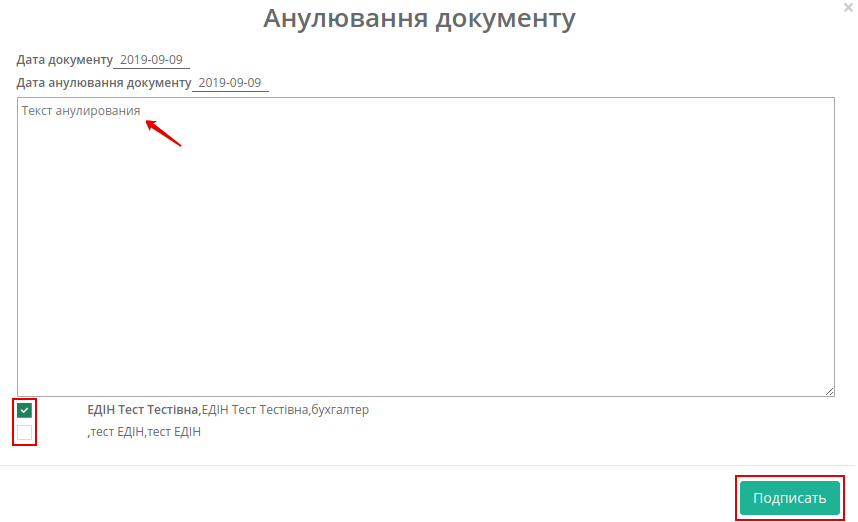 Анулювання документу
×
Дата документу 2019-09-09
Дата анулювання документу 2019-09-09
Текст анулирования
ЕДІН Тест Тестівна,ЕДІН Тест Тестівна,бухгалтер
,тест ЕДІН,тест ЕДІН
Подписать